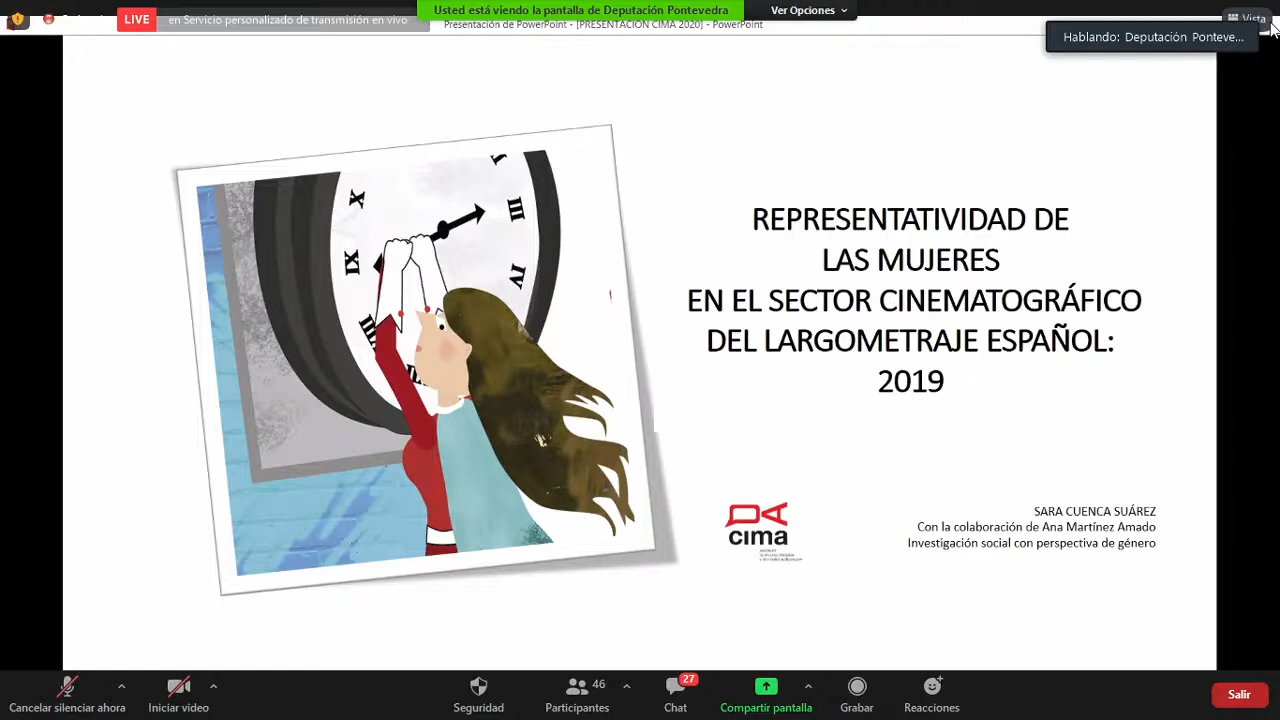 Usted está viendo la pantalla de Deputación Pontevedra
Ver Opciones
LIVE
en Servicio personalizado de transmisión en vivo
Presentación de PowerPoint - [PRESENTACION CIMA 2020] - PowerPoint
Vista
Hablando: Deputación Ponteve...
X
III
IX
IV
REPRESENTATIVIDAD DE
LAS MUJERES
EN EL SECTOR CINEMATOGRÁFICO
DEL LARGOMETRAJE ESPAÑOL:
2019
cima
SARA CUENCA SUÁREZ
Con la colaboración de Ana Martínez Amado
Investigación social con perspectiva de género
46
27
Cancelar silenciar ahora
Iniciar video
Seguridad
Participantes
Chat
Compartir pantalla
Grabar
Reacciones
Salir